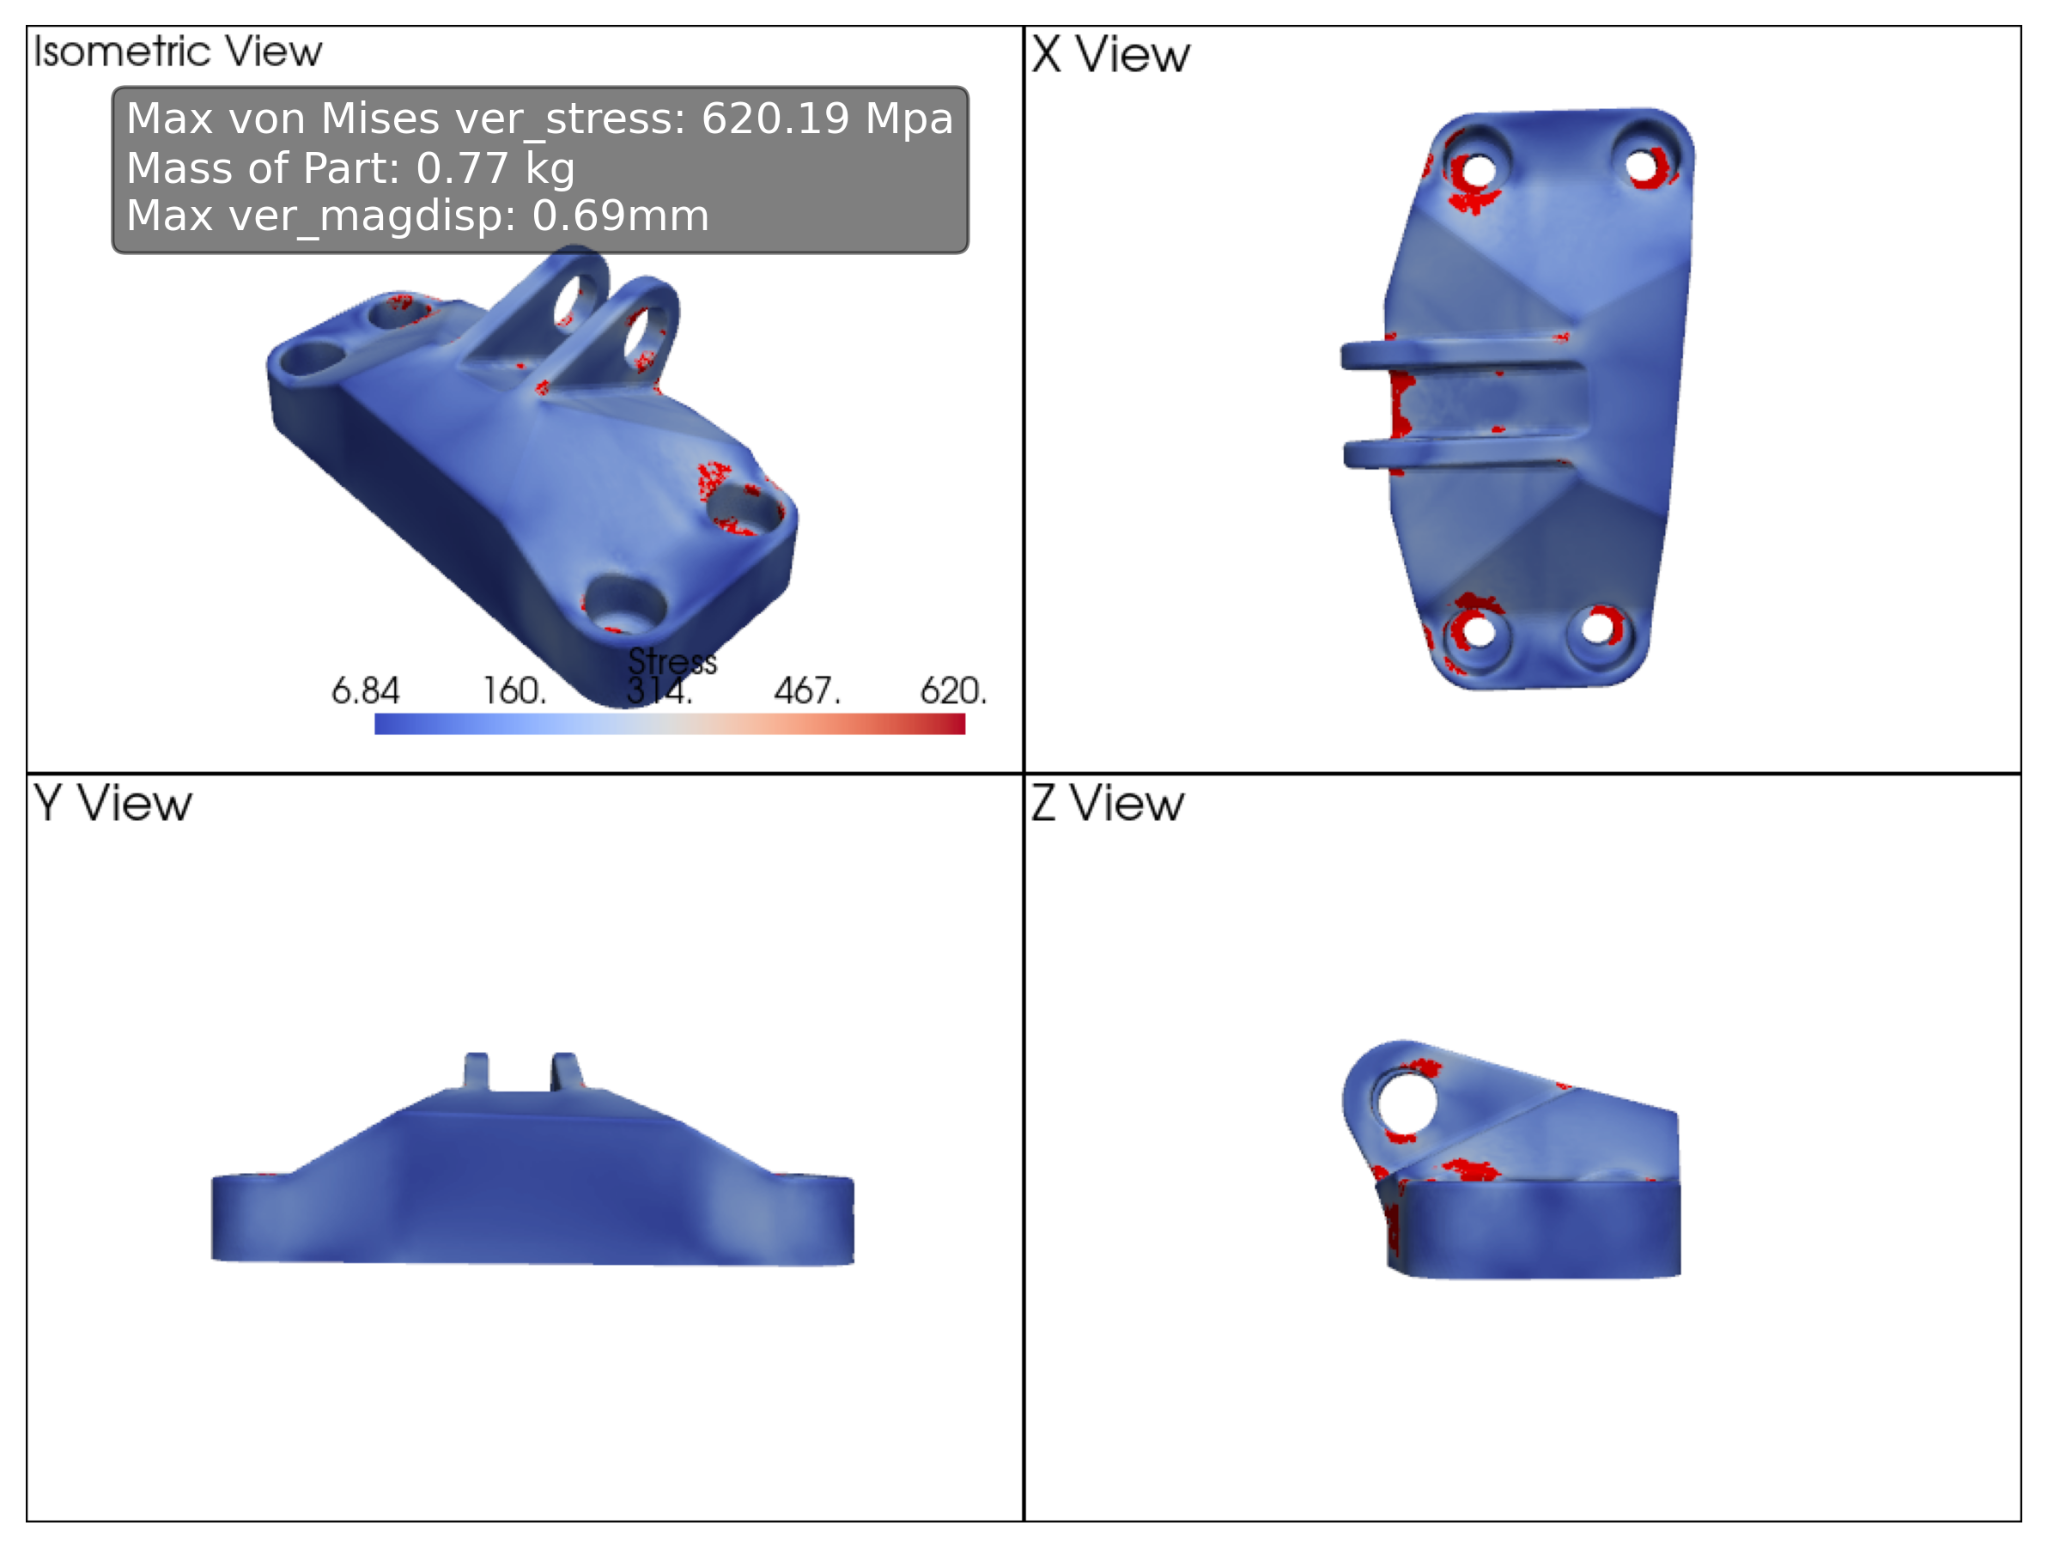 Isometric View
Max von Mises ver_stress: 620.19 Mpa
Mass of Part: 0.77 kg
Max ver_magdisp: 0.69mm
Stress
6.84 160. 314. 467. 620.
X View
Y View
Z View